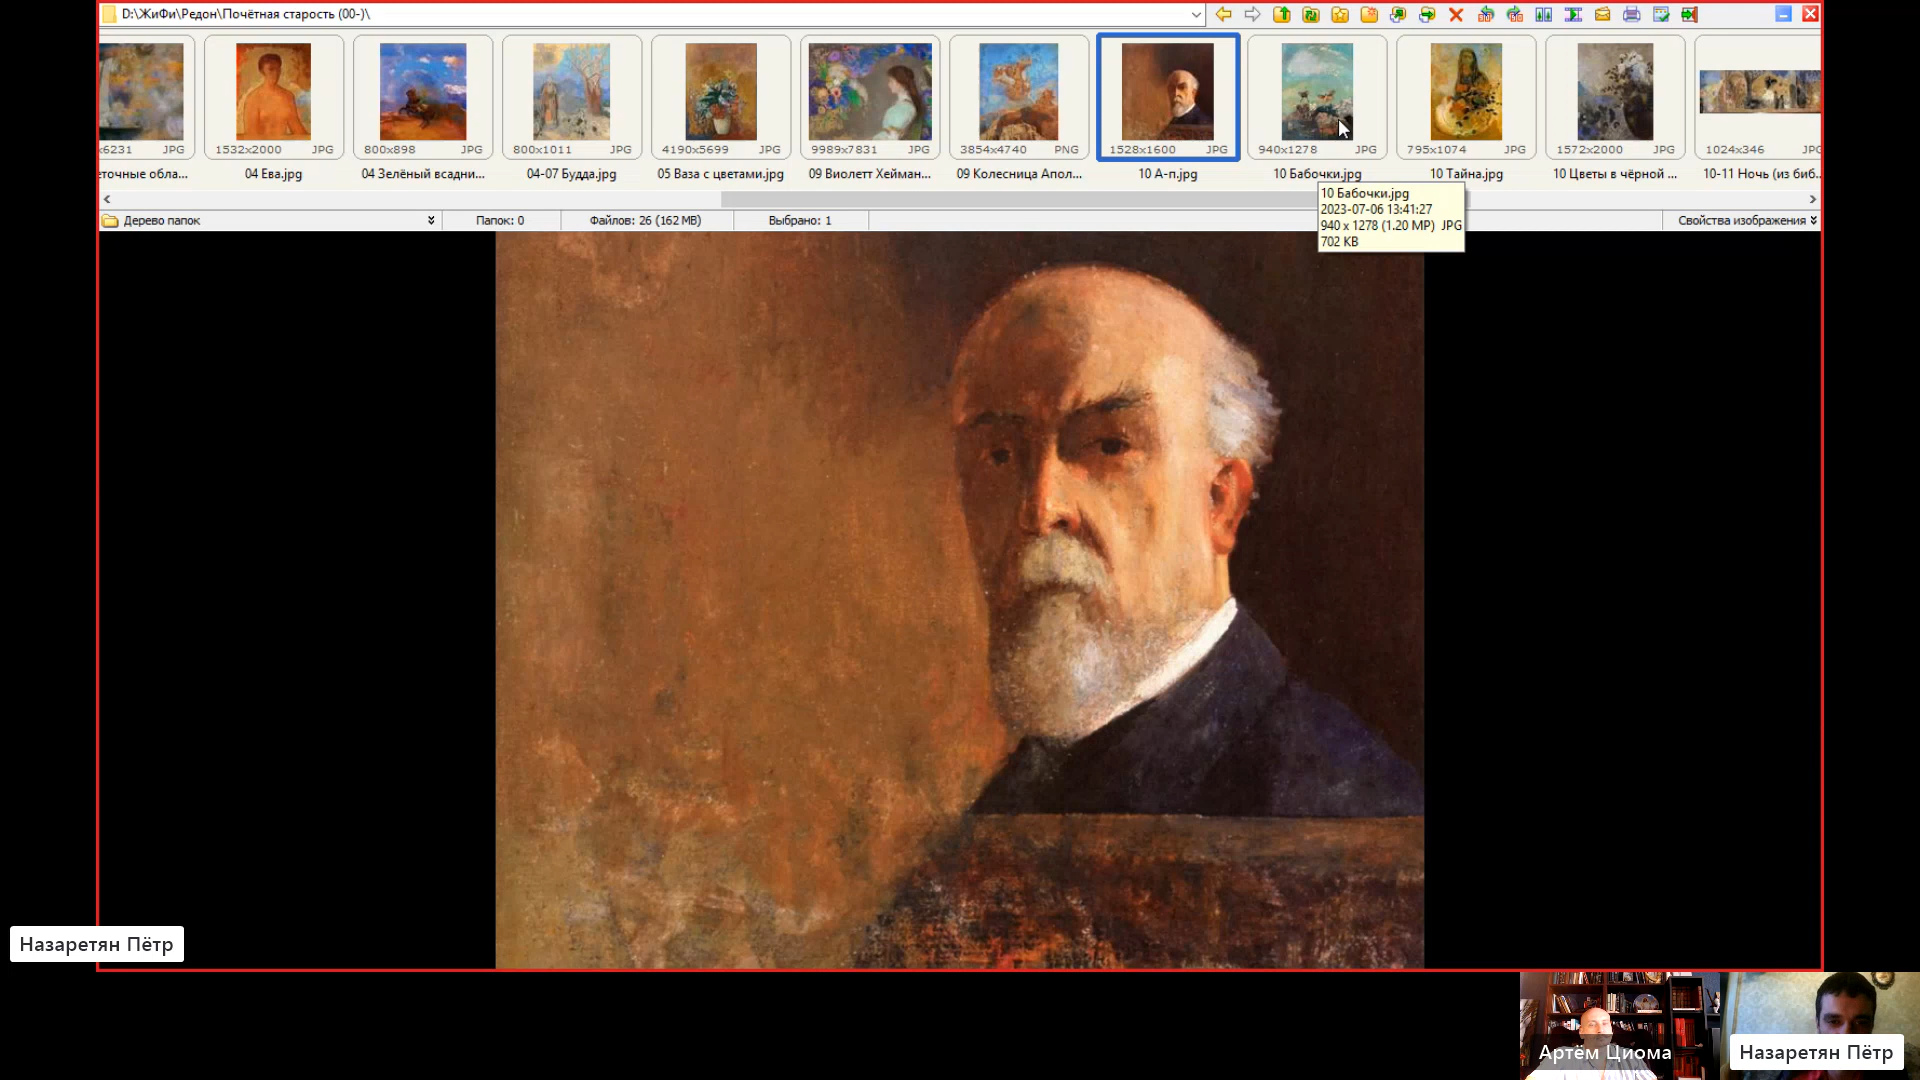 D:\ЖиФи\Редон\Почётная старость (00-)\
x6231 JPG
1532x2000 JPG
800x898 JPG
800x1011 JPG
4190x5699 JPG
9989x7831 JPG
3854x4740 PNG
1528x1600 JPG
940x1278 JPG
795x1074 JPG
1572x2000 JPG
1024x346 JPG
еточные обла...
04 Ева.jpg
04 Зелёный всадни...
04-07 Будда.jpg
05 Ваза с цветами.jpg
09 Виолетт Хейман...
09 Колесница Апол...
10 А-п.jpg
10 Бабочки.jpg
10 Тайна.jpg
10 Цветы в чёрной ...
10-11 Ночь (из биб...
10 Бабочки.jpg
2023-07-06 13:41:27
940 x 1278 (1.20 MP) JPG
702 KB
Дерево папок
Папок: 0
Файлов: 26 (162 MB)
Выбрано: 1
Свойства изображения
Назаретян Пётр
Артём Циома
Назаретян Пётр